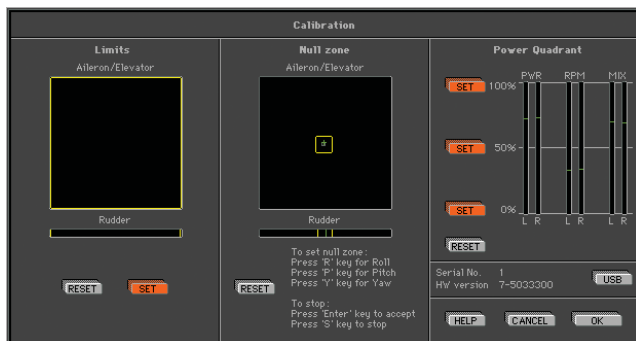 Calibration
Limits
Aileron/Elevator
Rudder
RESET SET
Null zone
Aileron/Elevator
Rudder
RESET
To set null zone :
Press 'R' key for Roll
Press 'P' key for Pitch
Press 'Y' key for Yaw
To stop :
Press 'Enter' key to accept
Press 'S' key to stop
Power Quadrant
PWR RPM MIX
SET 100%
SET 50%
SET 0%
L R L R L R
RESET
Serial No. 1
HW version 7-5033300
USB
HELP CANCEL OK